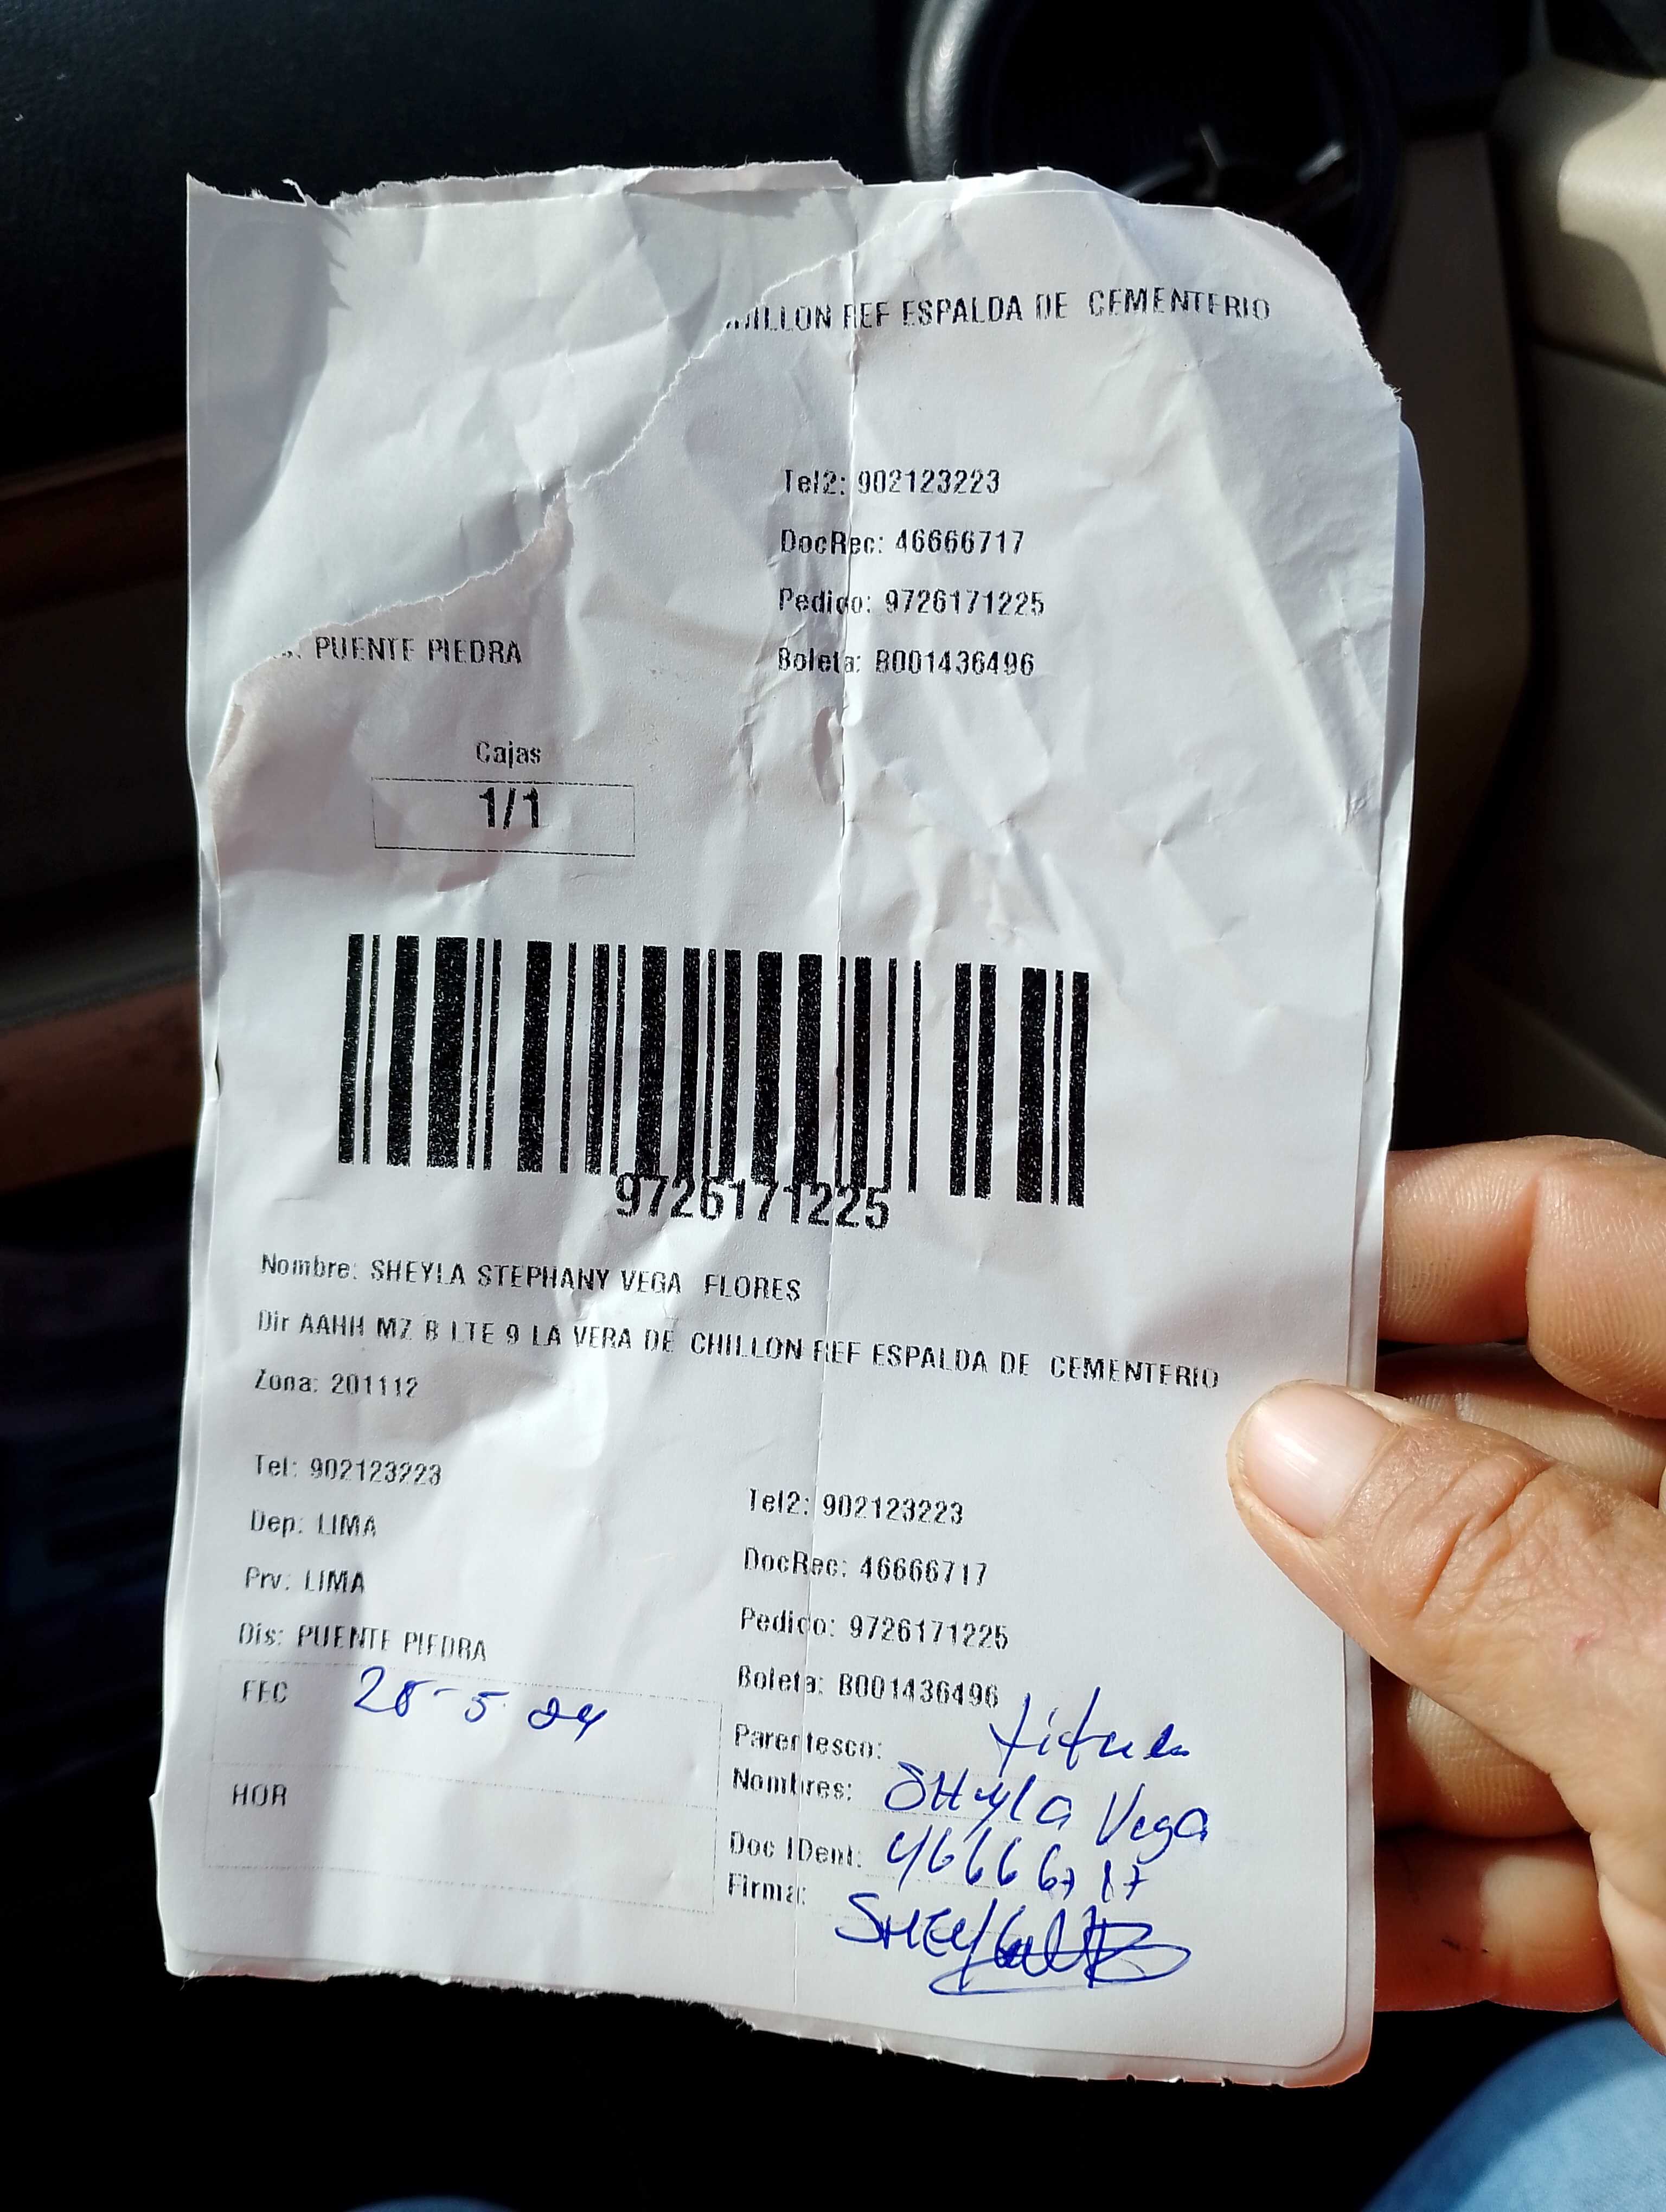 CHILLON REF ESPALDA DE CEMENTERIO
Tel2: 902123223
DocRec: 46666717
Pedido: 9726171225
PUENTE PIEDRA
Boleta: B001436496
Cajas
1/1
9726171225
Nombre: SHEYLA STEPHANY VEGA FLORES
Dir AAHH MZ B LTE 9 LA VERA DE CHILLON REF ESPALDA DE CEMENTERIO
Zona: 201112
Tel: 902123223
Tel2: 902123223
Dep: LIMA
DocRec: 46666717
Prv: LIMA
Pedido: 9726171225
Dis: PUENTE PIEDRA
Boleta: B001436496
FEC 28-5-24
Parentesco: titular
Nombres: SHeyla Vega
HOR
Doc IDent: 46666717
Firma: SHEyla